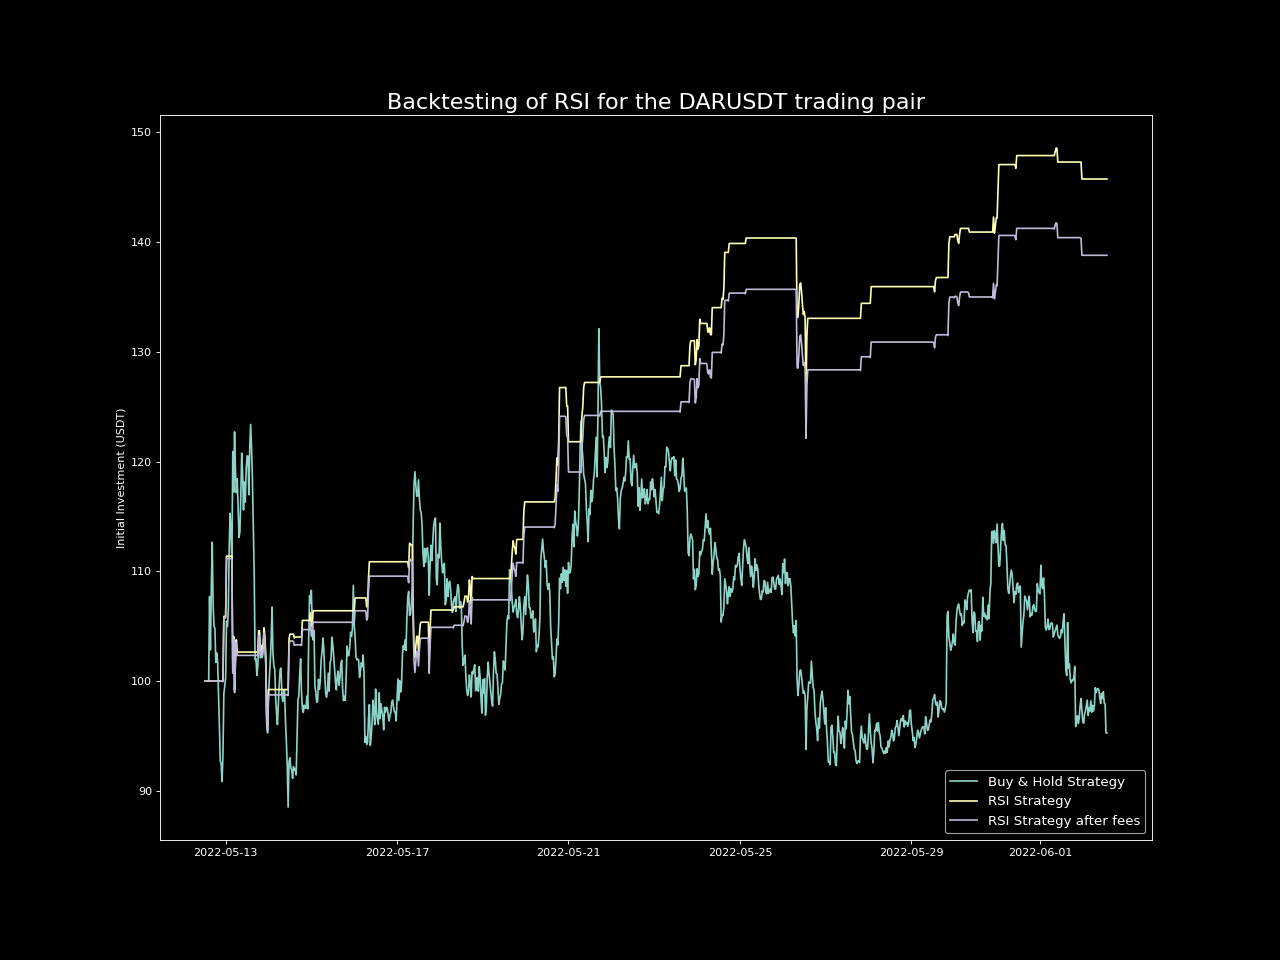 Backtesting of RSI for the DARUSDT trading pair
Initial Investment (USDT)
150
140
130
120
110
100
90
2022-05-13
2022-05-17
2022-05-21
2022-05-25
2022-05-29
2022-06-01
Buy & Hold Strategy
RSI Strategy
RSI Strategy after fees